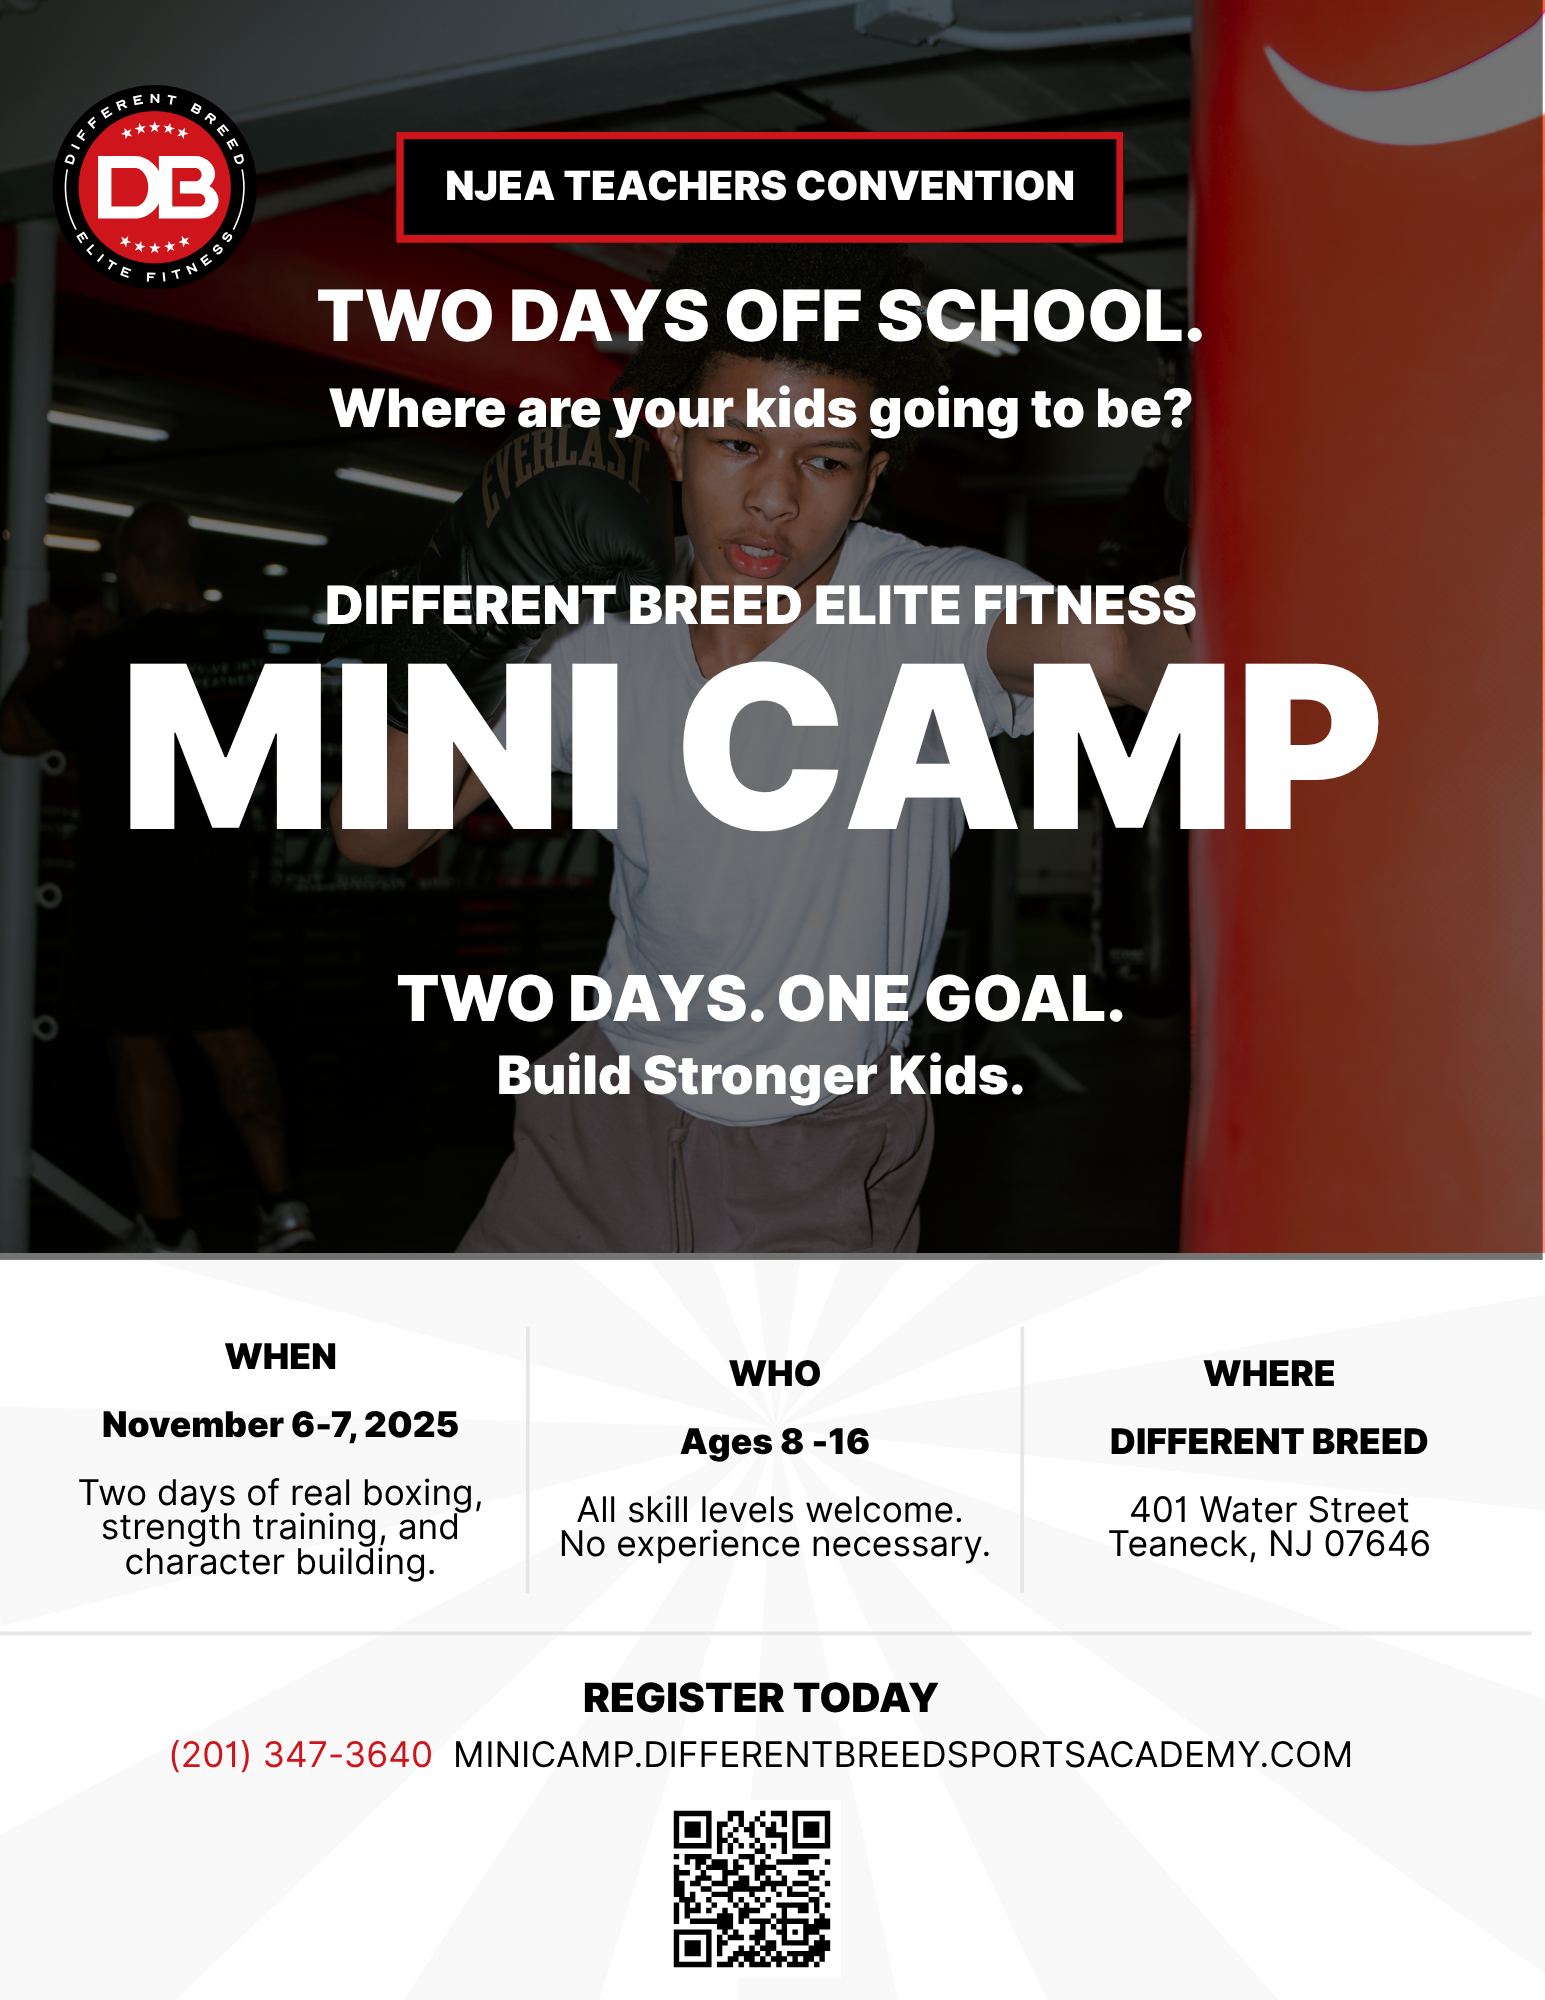 DIFFERENT BREED
DB
ELITE FITNESS
NJEA TEACHERS CONVENTION
TWO DAYS OFF SCHOOL.
Where are your kids going to be?
EVERLAST
DIFFERENT BREED ELITE FITNESS
MINI CAMP
TWO DAYS. ONE GOAL.
Build Stronger Kids.
WHEN
November 6-7, 2025
Two days of real boxing,
strength training, and
character building.
WHO
Ages 8 -16
All skill levels welcome.
No experience necessary.
WHERE
DIFFERENT BREED
401 Water Street
Teaneck, NJ 07646
REGISTER TODAY
(201) 347-3640 MINICAMP.DIFFERENTBREEDSPORTSACADEMY.COM